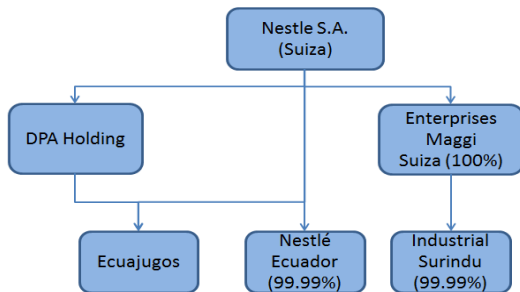 Nestle S.A.
(Suiza)
DPA Holding
Enterprises
Maggi
Suiza (100%)
Ecuajugos
Nestlé
Ecuador
(99.99%)
Industrial
Surindu
(99.99%)